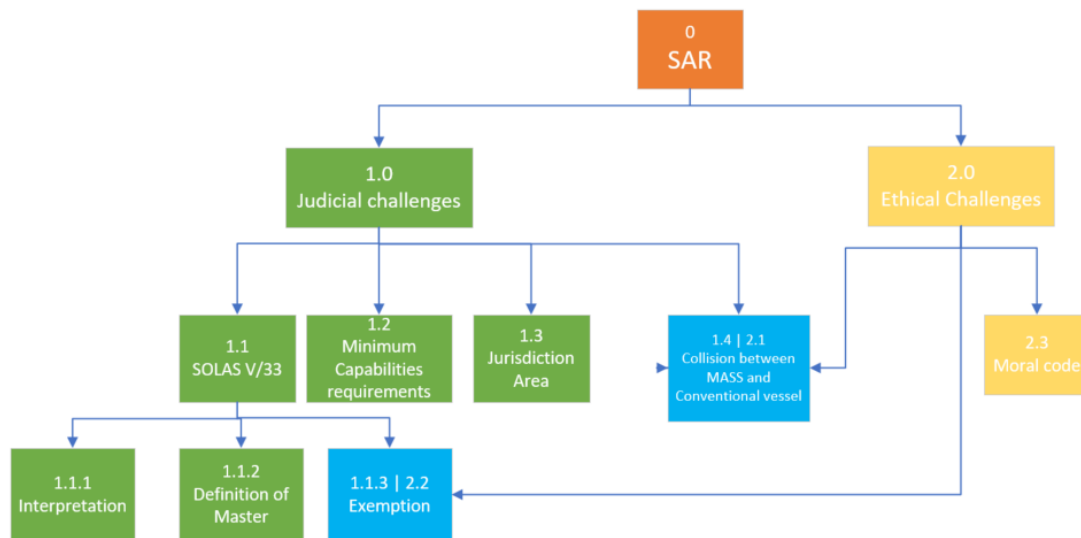 0
SAR
1.0
Judicial challenges
2.0
Ethical Challenges
1.1
SOLAS V/33
1.2
Minimum
Capabilities
requirements
1.3
Jurisdiction
Area
1.4 | 2.1
Collision between
MASS and
Conventional vessel
2.3
Moral code
1.1.1
Interpretation
1.1.2
Definition of
Master
1.1.3 | 2.2
Exemption